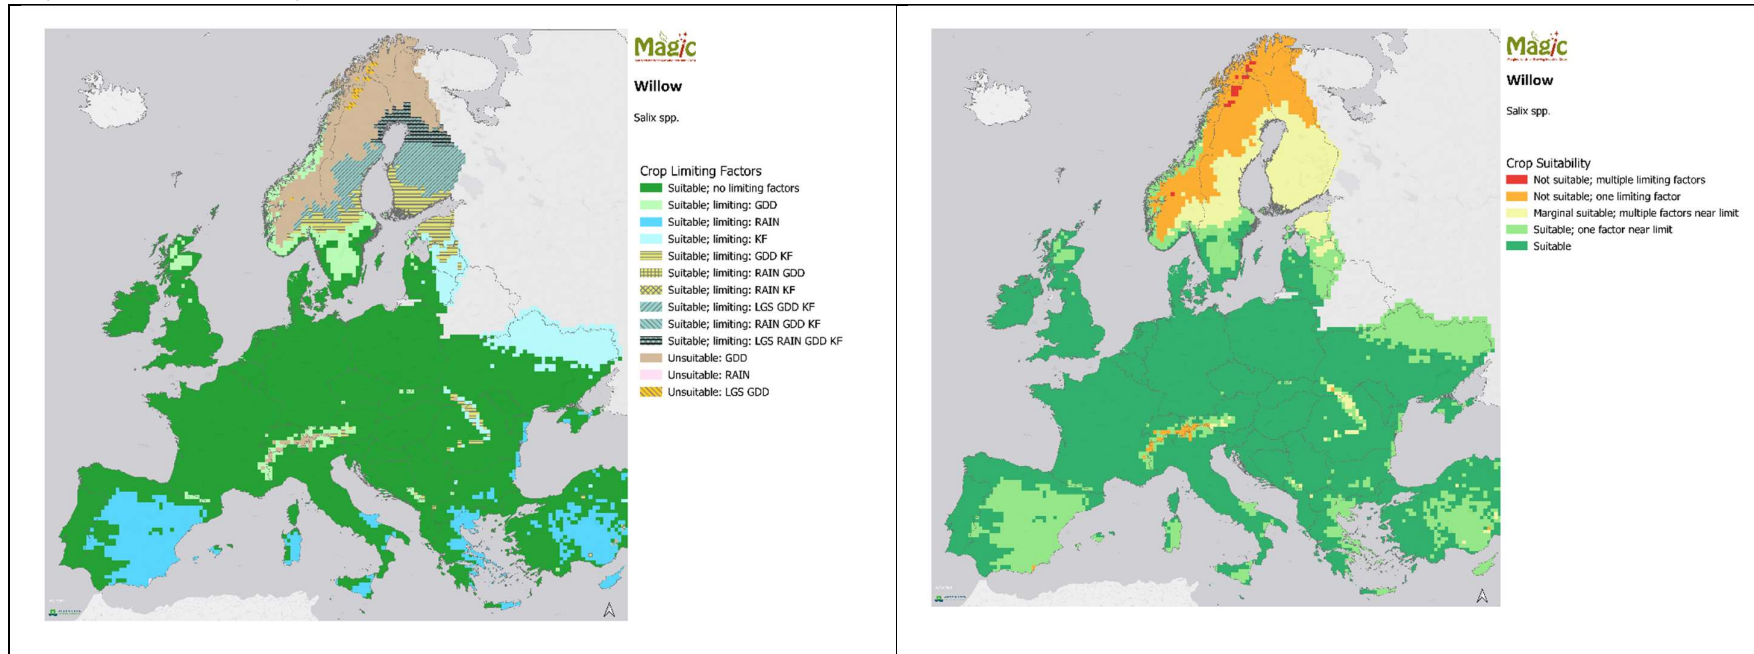 Magic
Willow
Salix spp.
Crop Limiting Factors
Suitable; no limiting factors
Suitable; limiting: GDD
Suitable; limiting: RAIN
Suitable; limiting: KF
Suitable; limiting: GDD KF
Suitable; limiting: RAIN GDD
Suitable; limiting: RAIN KF
Suitable; limiting: LGS GDD KF
Suitable; limiting: RAIN GDD KF
Suitable; limiting: LGS RAIN GDD KF
Unsuitable: GDD
Unsuitable: RAIN
Unsuitable: LGS GDD
Magic
Willow
Salix spp.
Crop Suitability
Not suitable; multiple limiting factors
Not suitable; one limiting factor
Marginal suitable; multiple factors near limit
Suitable; one factor near limit
Suitable